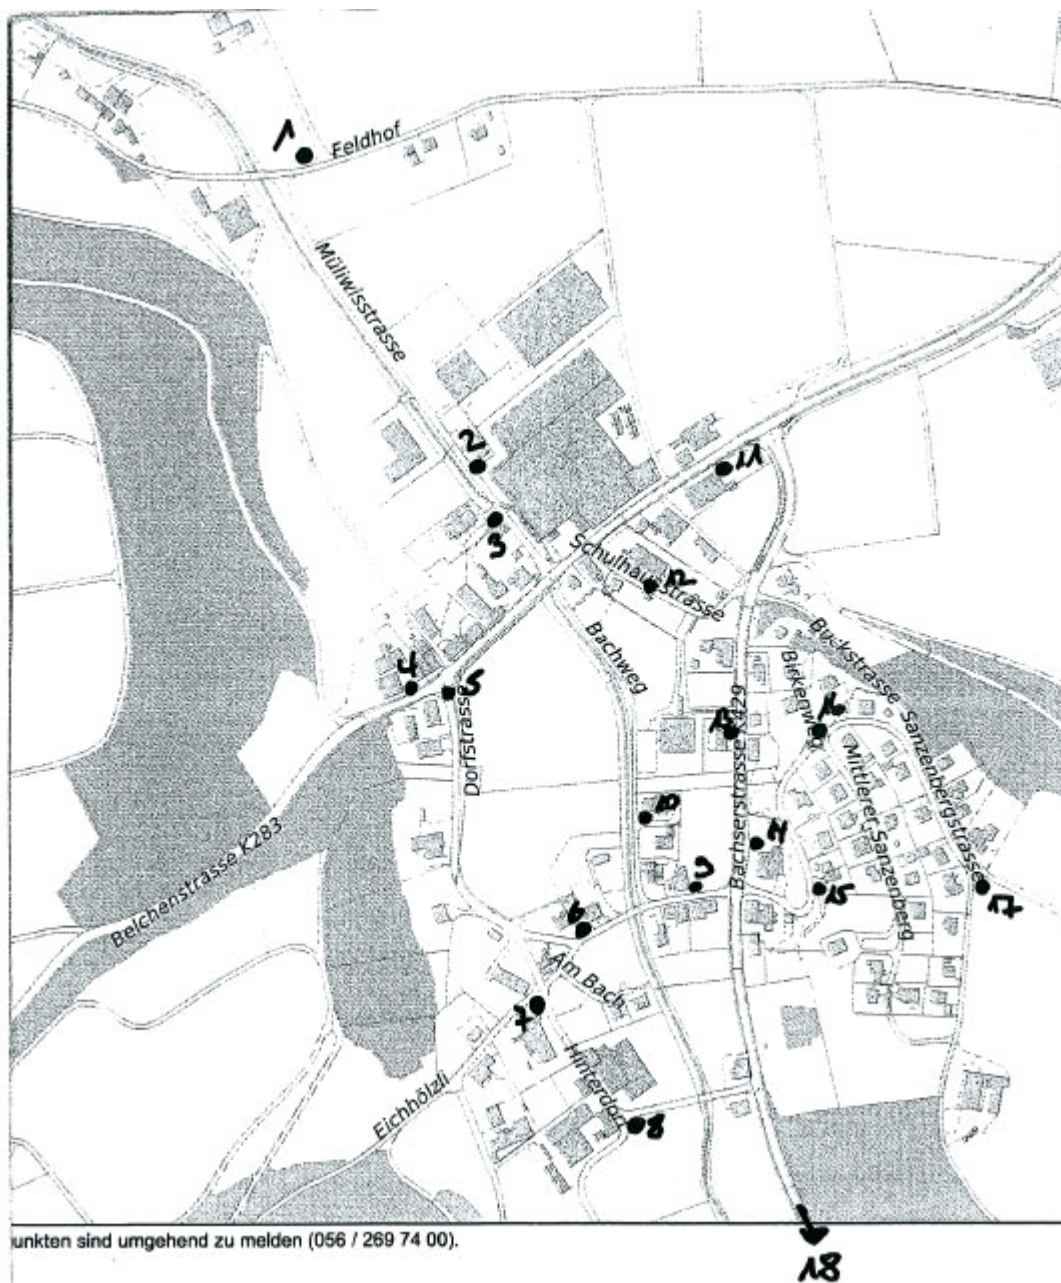 1
Feldhof
Müliwisstrasse
2
11
3
Schulhausstrasse
12
Bachweg
Buckstrasse
Birkenweg
4
5
Dorfstrasse
13
Bachserstrasse K429
16
Sanzenbergstrasse
Mittlerer Sanzenberg
10
Belchenstrasse K283
14
9
15
17
6
Am Bach
7
Hinterdorf
Eichhölzli
8
unkten sind umgehend zu melden (056 / 269 74 00).
18